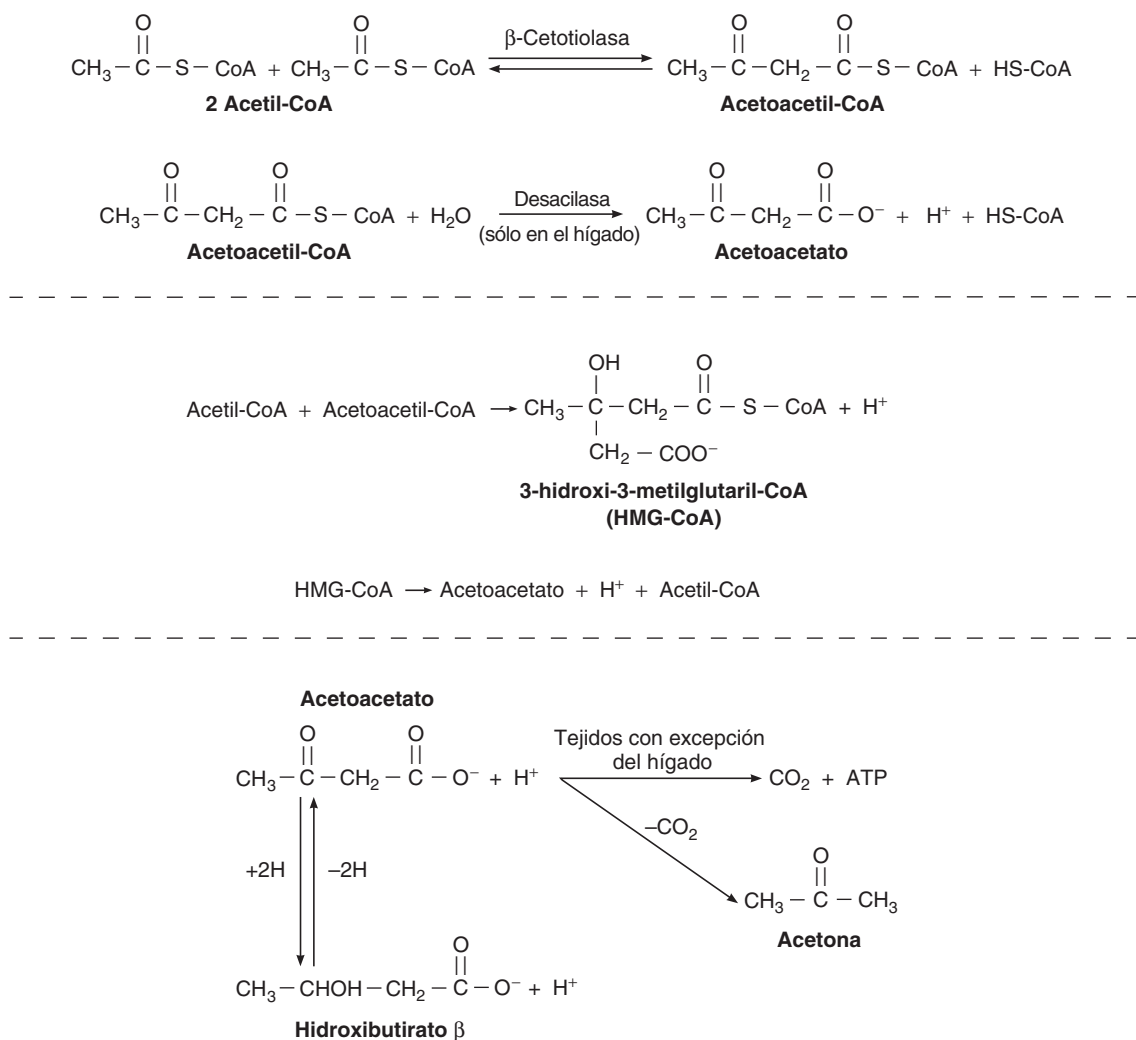 O O O O
|| || β-Cetotiolasa || ||
CH₃ – C – S – CoA + CH₃ – C – S – CoA ⇌ CH₃ – C – CH₂ – C – S – CoA + HS-CoA
2 Acetil-CoA Acetoacetil-CoA
O O O O
|| || Desacilasa || ||
CH₃ – C – CH₂ – C – S – CoA + H₂O → CH₃ – C – CH₂ – C – O⁻ + H⁺ + HS-CoA
(sólo en el hígado)
Acetoacetil-CoA Acetoacetato
OH O
| ||
Acetil-CoA + Acetoacetil-CoA → CH₃ – C – CH₂ – C – S – CoA + H⁺
|
CH₂ – COO⁻
3-hidroxi-3-metilglutaril-CoA
(HMG-CoA)
HMG-CoA → Acetoacetato + H⁺ + Acetil-CoA
Acetoacetato
O O
|| ||
CH₃ – C – CH₂ – C – O⁻ + H⁺
Tejidos con excepción
del hígado
CO₂ + ATP
–CO₂
+2H –2H
O
||
CH₃ – C – CH₃
Acetona
O
||
CH₃ – CHOH – CH₂ – C – O⁻ + H⁺
Hidroxibutirato β